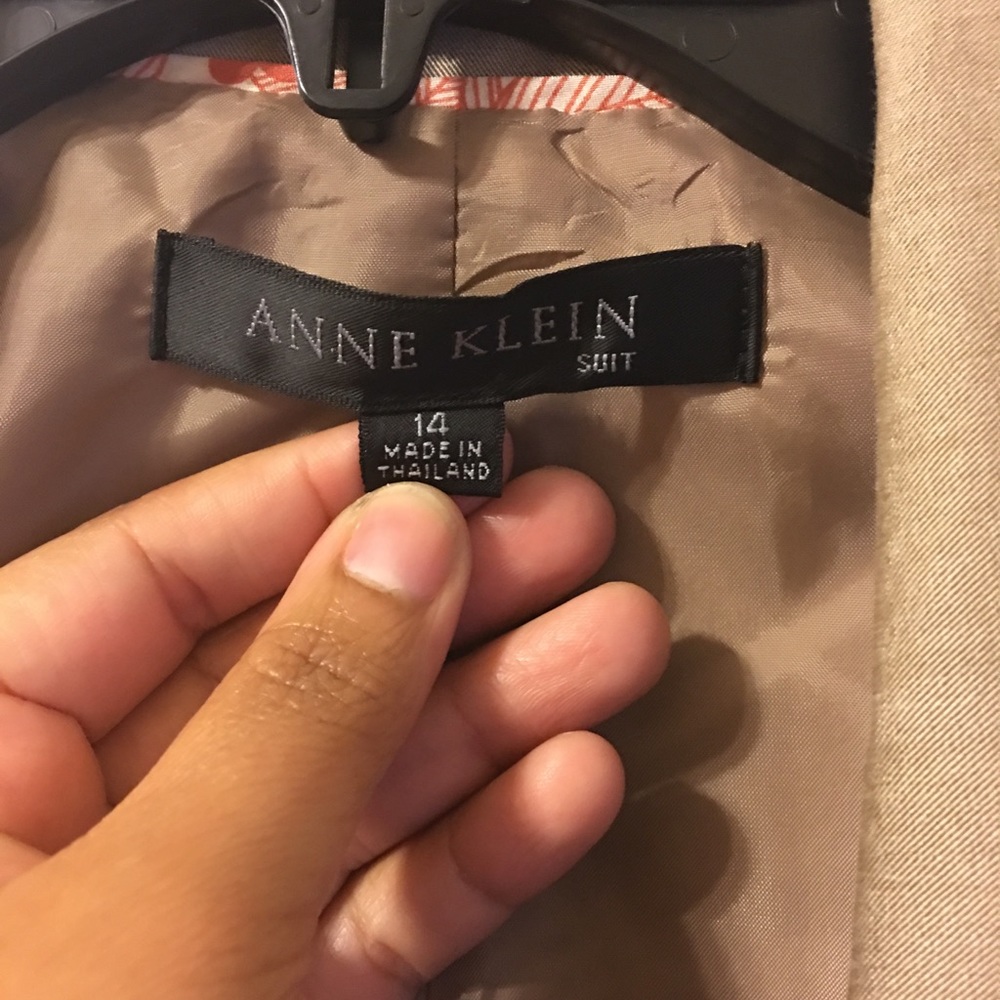 ANNE KLEIN
SUIT
14
MADE IN
THAILAND